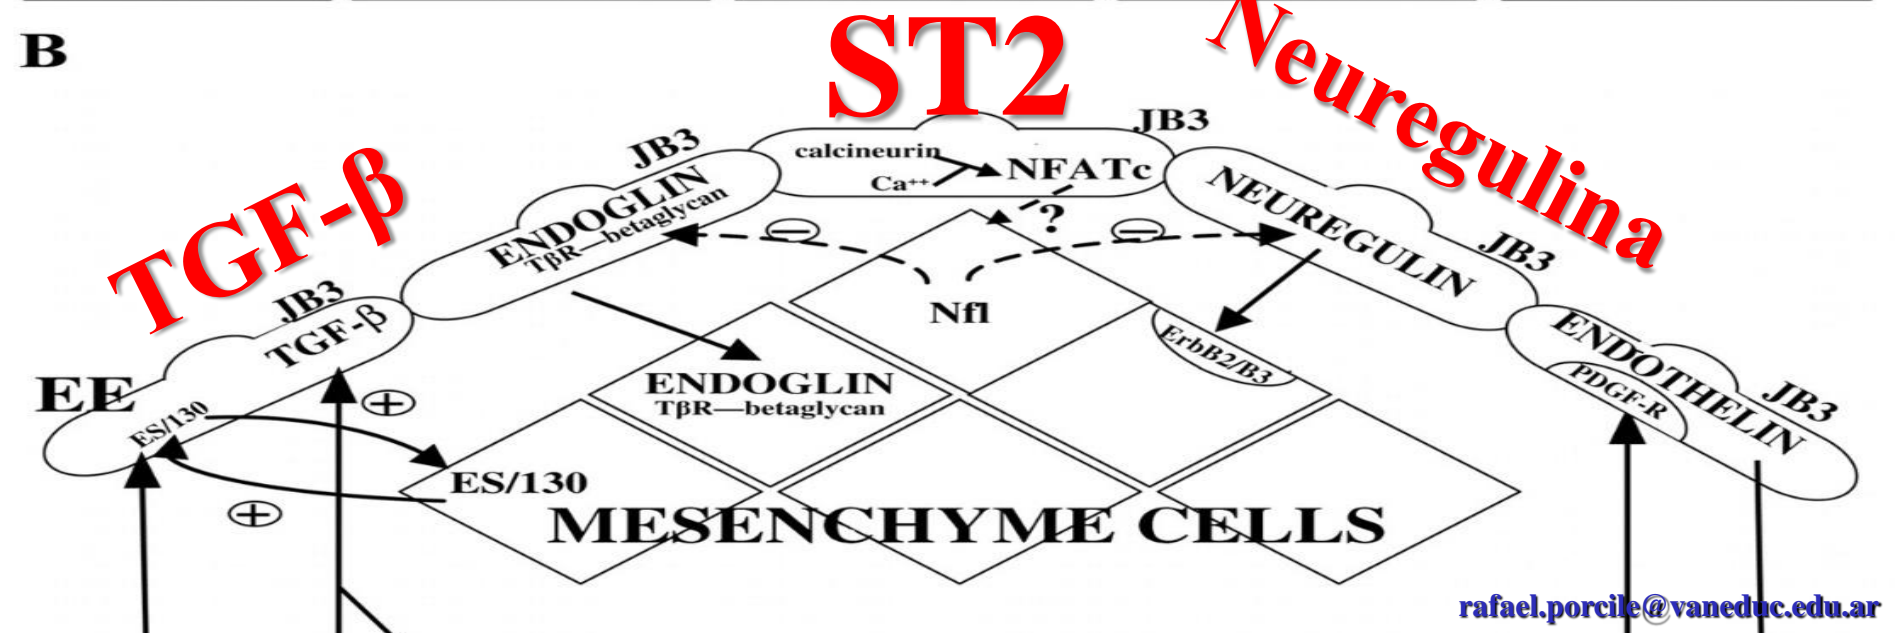 B
ST2
Neuregulina
TGF-β
JB3
calcineurin
Ca++
NFATc
JB3
ENDOGLIN
TβR—betaglycan
?
NEUREGULIN
JB3
JB3
TGF-β
Nf1
ErbB2/B3
ENDOTHELIN
PDGF-R
JB3
EE
ES/130
ENDOGLIN
TβR—betaglycan
ES/130
MESENCHYME CELLS
rafael.porcile@vaneduc.edu.ar